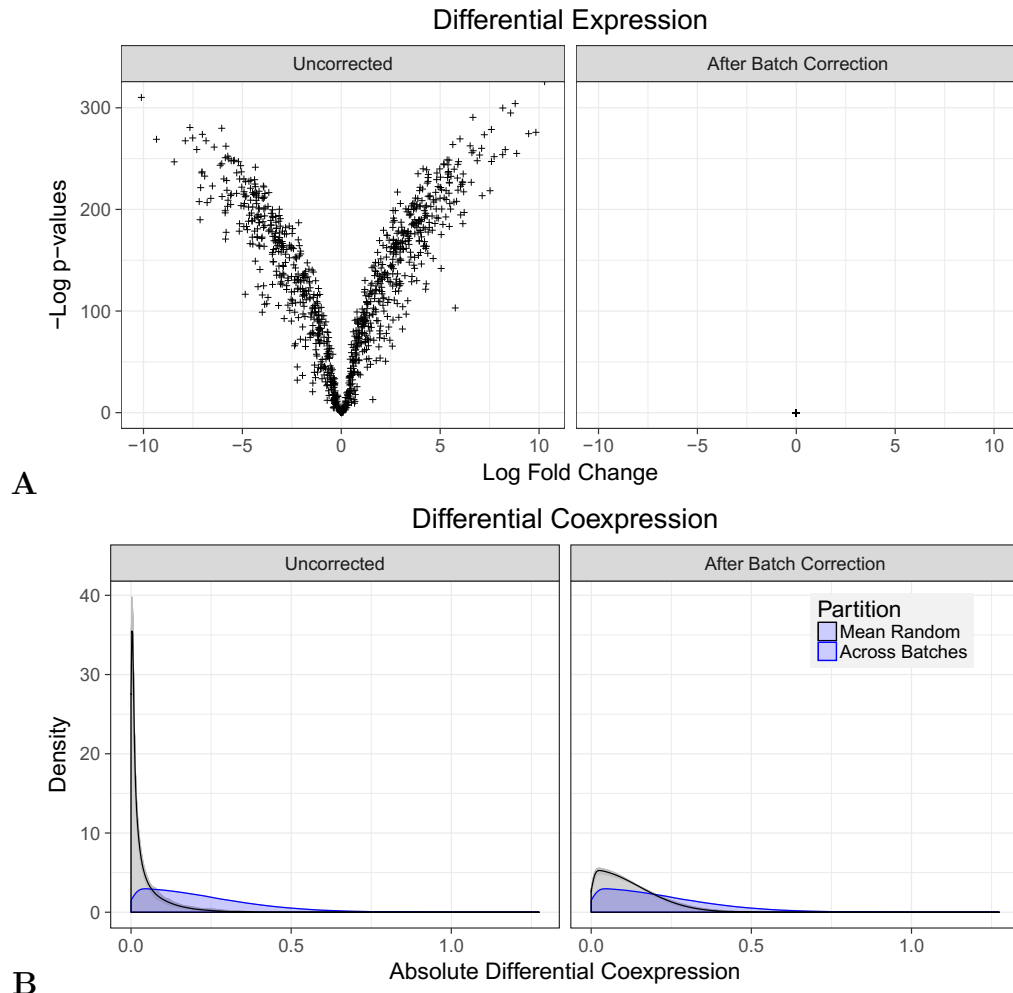 Differential Expression
Uncorrected
After Batch Correction
300
200
100
0
−Log p−values
−10
−5
0
5
10
−10
−5
0
5
10
Log Fold Change
A
Differential Coexpression
Uncorrected
After Batch Correction
40
30
20
10
0
Density
Partition
Mean Random
Across Batches
0.0
0.5
1.0
0.0
0.5
1.0
Absolute Differential Coexpression
B